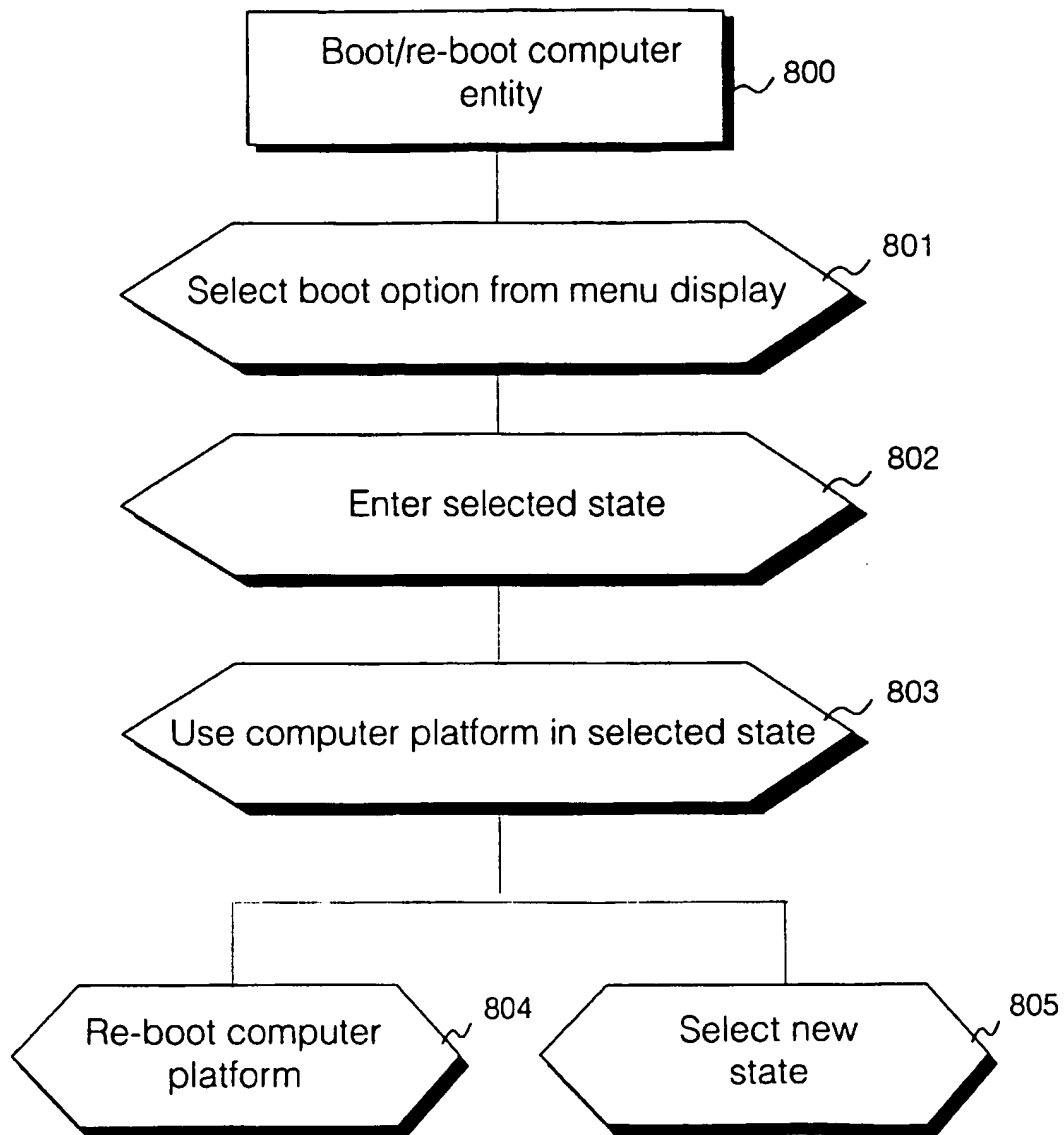 Boot/re-boot computer
entity
800
Select boot option from menu display
801
Enter selected state
802
Use computer platform in selected state
803
Re-boot computer
platform
804
Select new
state
805